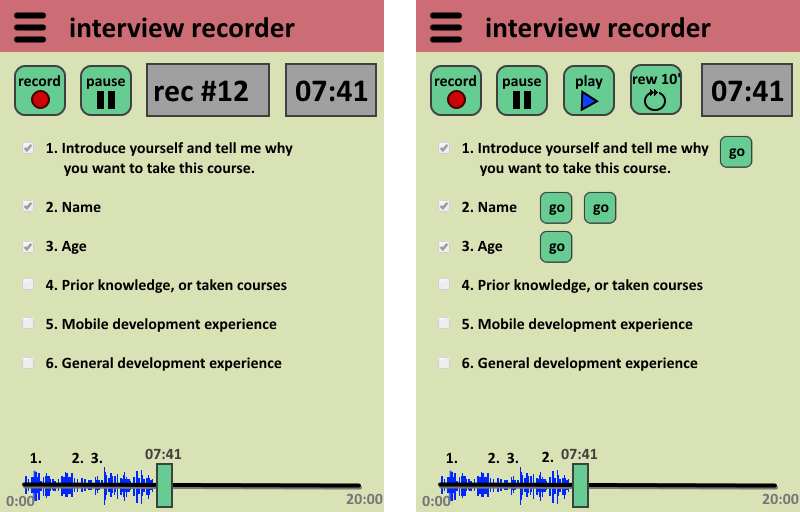 interview recorder
record
pause
rec #12
07:41
1. Introduce yourself and tell me why
you want to take this course.
2. Name
3. Age
4. Prior knowledge, or taken courses
5. Mobile development experience
6. General development experience
1. 2. 3. 07:41
0:00 20:00
interview recorder
record
pause
play
rew 10'
07:41
1. Introduce yourself and tell me why go
you want to take this course.
2. Name go go
3. Age go
4. Prior knowledge, or taken courses
5. Mobile development experience
6. General development experience
1. 2. 3. 2. 07:41
0:00 20:00